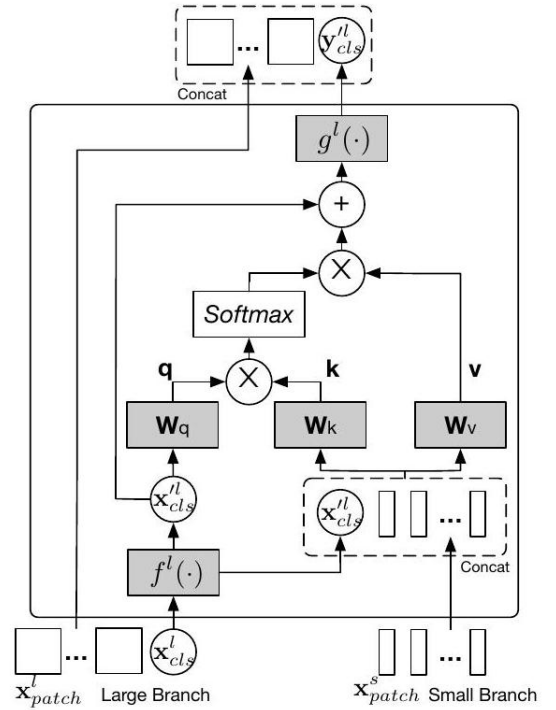 ... y'^l_cls
Concat
g^l(·)
+
X
Softmax
q X k v
W_q W_k W_v
x'^l_cls x'^l_cls ...
Concat
f^l(·)
... x^l_cls ...
x^l_patch Large Branch x^s_patch Small Branch